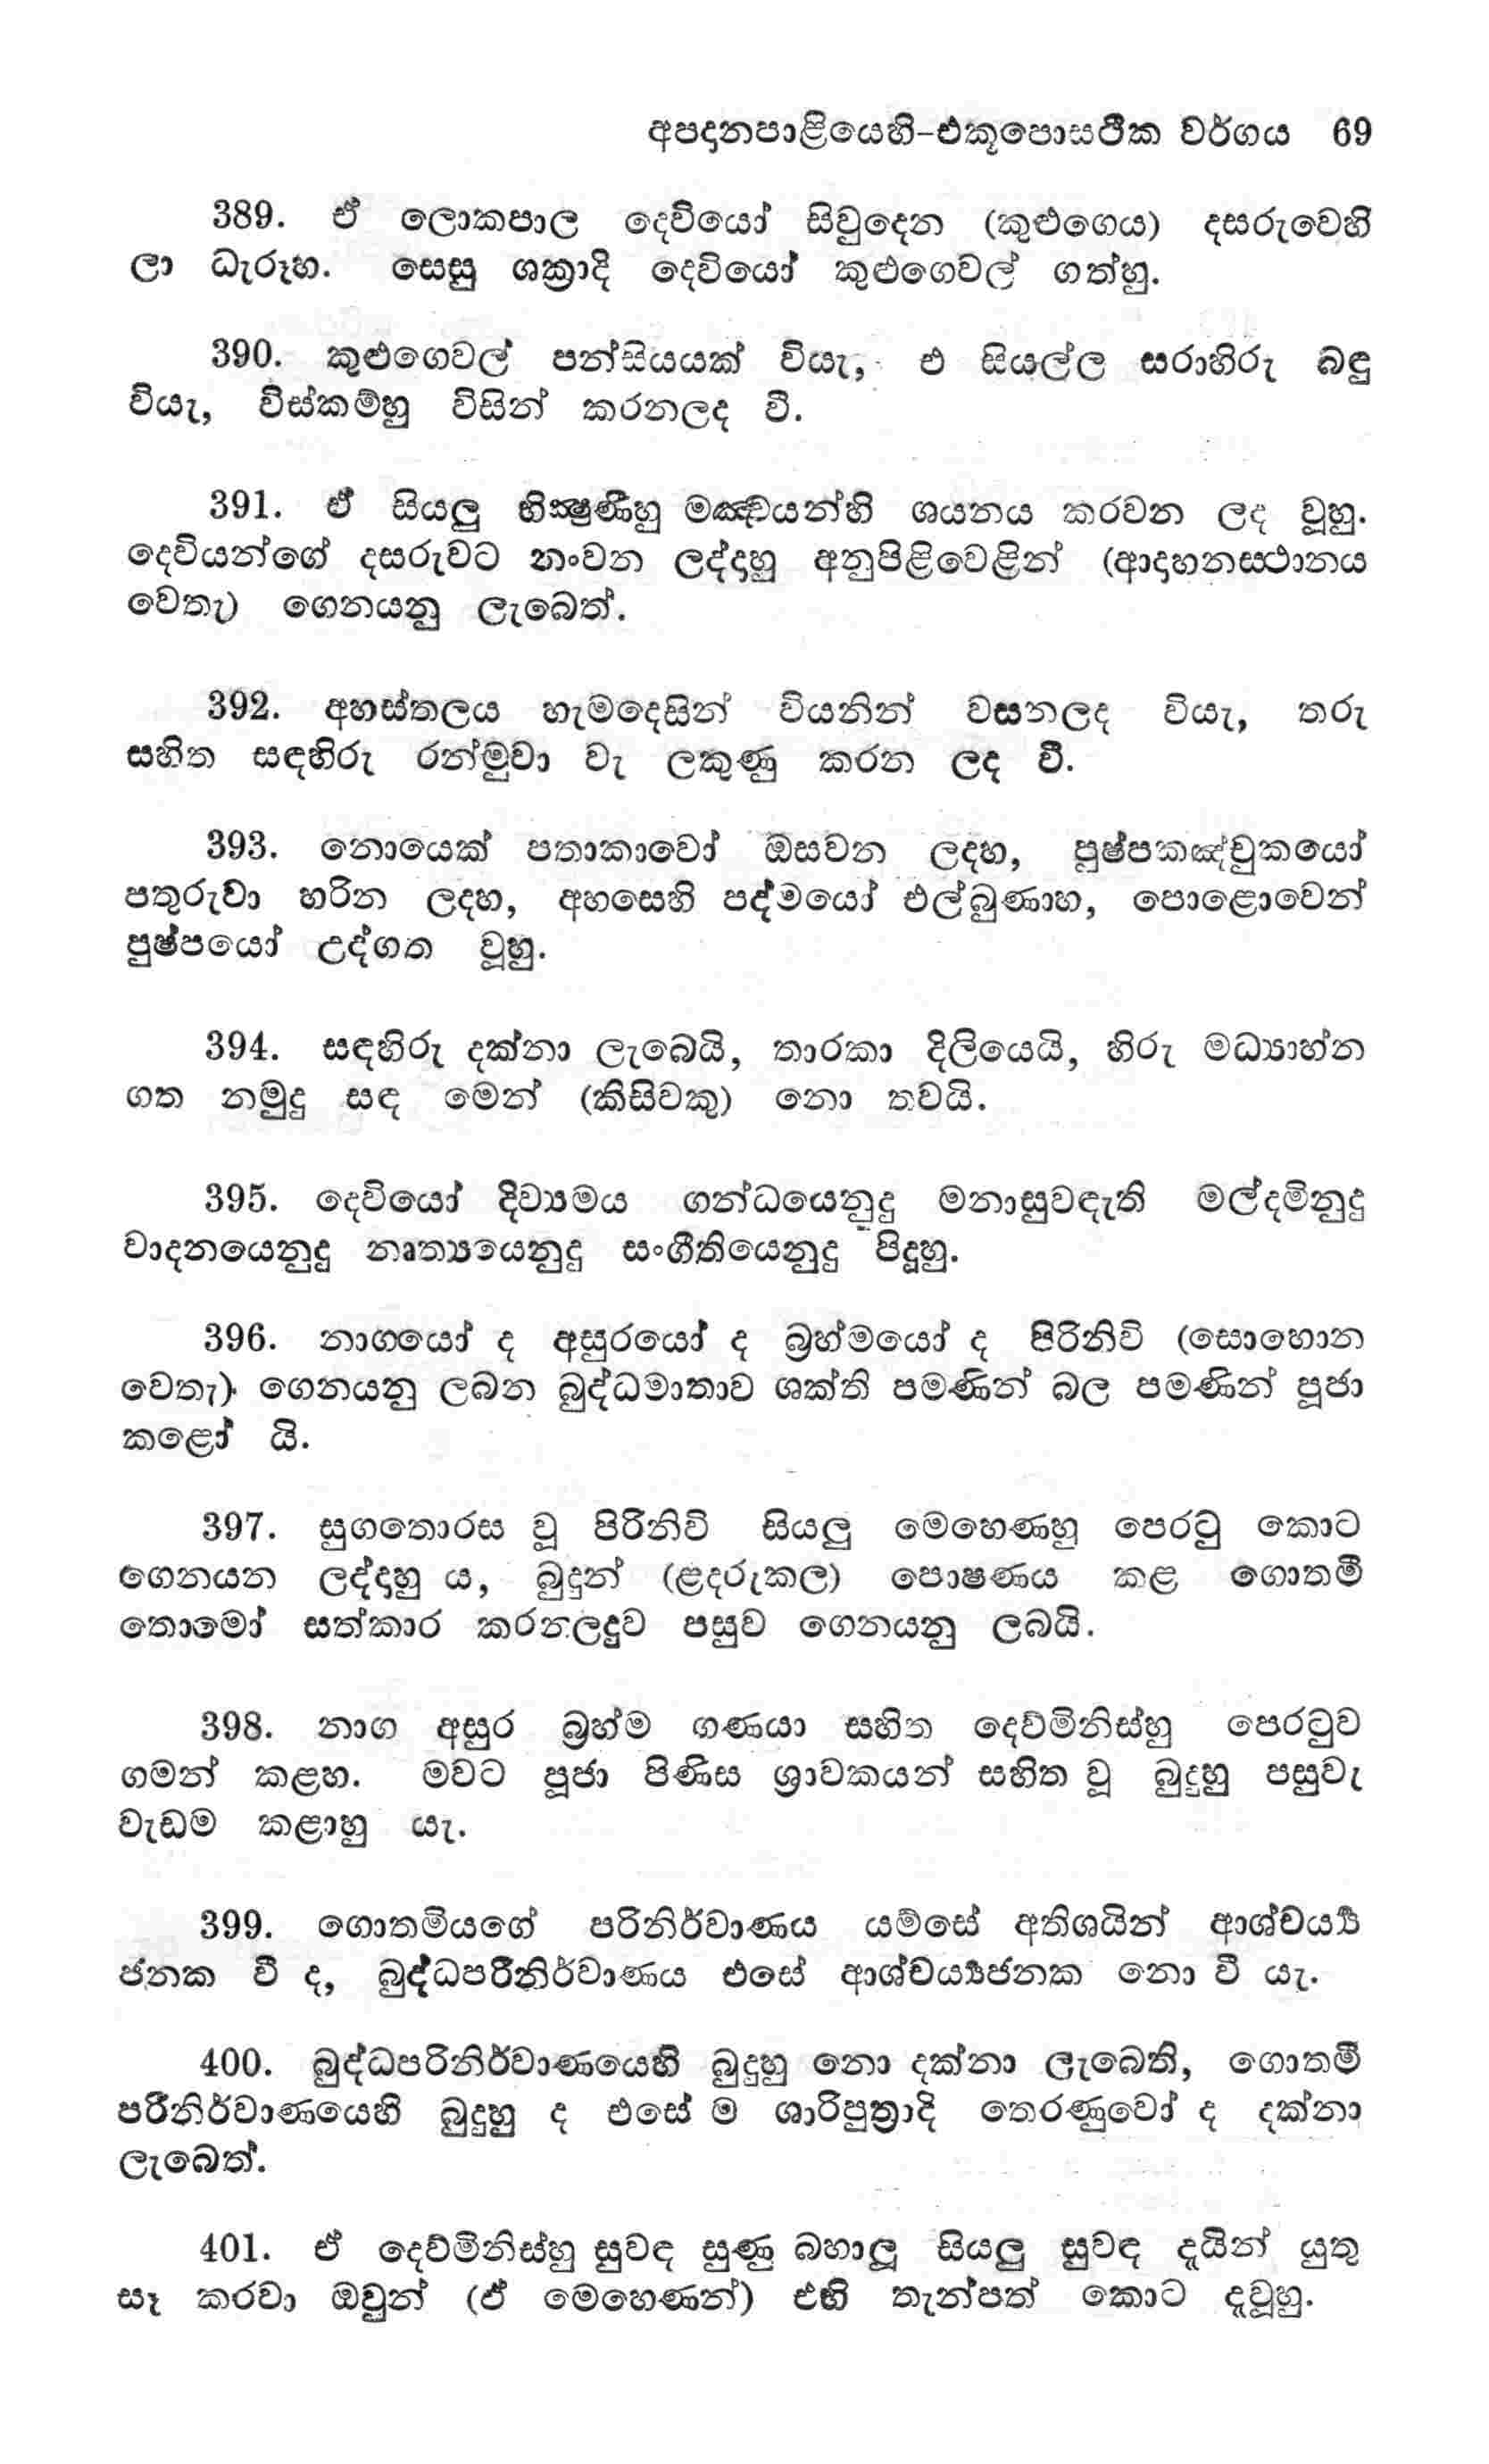 අපදානපාළියෙහි-එකූපොසථික වර්ගය 69
389. ඒ ලොකපාල දෙවියෝ සිවුදෙන (කුළුගෙය) දසරුවෙහි
ලා ධැරූහ. සෙසු ශක්‍රාදි දෙවියෝ කුළුගෙවල් ගත්හු.
390. කුළුගෙවල් පන්සියයක් වියැ, එ සියල්ල සරාහිරු බඳු
වියැ, විස්කම්හු විසින් කරනලද වී.
391. ඒ සියලු භික්‍ෂුණීහු මඤ්චයන්හි ශයනය කරවන ලද වූහු.
දෙවියන්ගේ දසරුවට නංවන ලද්දාහු අනුපිළිවෙළින් (ආදාහනස්ථානය
වෙතැ) ගෙනයනු ලැබෙත්.
392. අහස්තලය හැමදෙසින් වියනින් වසනලද වියැ, තරු
සහිත සඳහිරු රන්මුවා වැ ලකුණු කරන ලද වී.
393. නොයෙක් පතාකාවෝ ඔසවන ලදහ, පුෂ්පකඤ්චුකයෝ
පතුරුවා හරින ලදහ, අහසෙහි පද්මයෝ එල්බුණාහ, පොළොවෙන්
පුෂ්පයෝ උද්ගත වූහු.
394. සඳහිරු දක්නා ලැබෙයි, තාරකා දිලියෙයි, හිරු මධ්‍යාහ්න
ගත නමුදු සඳ මෙන් (කිසිවකු) නො තවයි.
395. දෙවියෝ දිව්‍යමය ගන්ධයෙනුදු මනාසුවඳැති මල්දමිනුදු
වාදනයෙනුදු නෘත්‍යයෙනුදු සංගීතියෙනුදු පිදූහු.
396. නාගයෝ ද අසුරයෝ ද බ්‍රහ්මයෝ ද පිරිනිවි (සොහොන
වෙතැ) ගෙනයනු ලබන බුද්ධමාතාව ශක්ති පමණින් බල පමණින් පූජා
කළෝ යි.
397. සුගතොරස වූ පිරිනිවි සියලු මෙහෙණහු පෙරටු කොට
ගෙනයන ලද්දාහු ය, බුදුන් (ළදරුකල) පොෂණය කළ ගොතමී
තොමෝ සත්කාර කරනලදුව පසුව ගෙනයනු ලබයි.
398. නාග අසුර බ්‍රහ්ම ගණයා සහිත දෙව්මිනිස්හු පෙරටුව
ගමන් කළහ. මවට පූජා පිණිස ශ්‍රාවකයන් සහිත වූ බුදුහු පසුවැ
වැඩම කළාහු යැ.
399. ගොතමියගේ පරිනිර්වාණය යම්සේ අතිශයින් ආශ්චර්‍ය්‍ය
ජනක වී ද, බුද්ධපරිනිර්වාණය එසේ ආශ්චර්‍ය්‍යජනක නො වී යැ.
400. බුද්ධපරිනිර්වාණයෙහි බුදුහු නො දක්නා ලැබෙති, ගොතමී
පරිනිර්වාණයෙහි බුදුහු ද එසේ ම ශාරිපුත්‍රාදි තෙරණුවෝ ද දක්නා
ලැබෙත්.
401. ඒ දෙව්මිනිස්හු සුවඳ සුණු බහාලූ සියලු සුවඳ දැයින් යුතු
සෑ කරවා ඔවුන් (ඒ මෙහෙණන්) එහි තැන්පත් කොට දැවූහු.